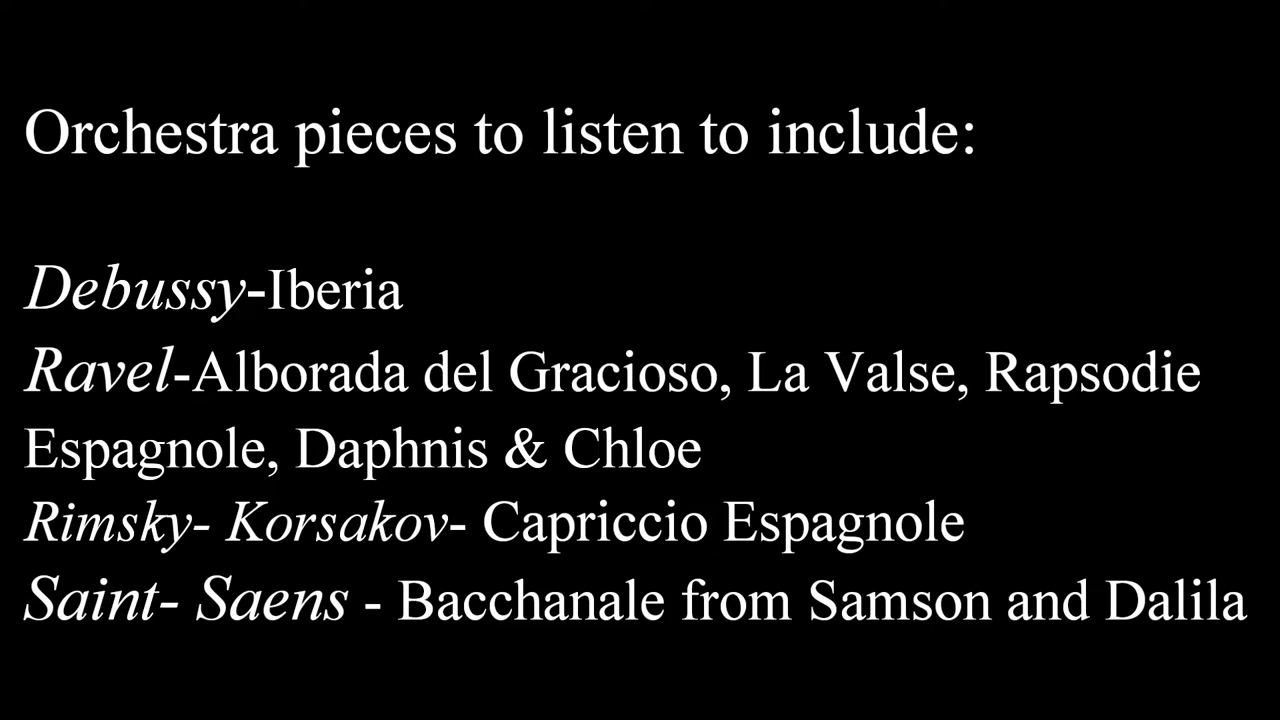 Orchestra pieces to listen to include:
Debussy-Iberia
Ravel-Alborada del Gracioso, La Valse, Rapsodie
Espagnole, Daphnis & Chloe
Rimsky- Korsakov- Capriccio Espagnole
Saint- Saens - Bacchanale from Samson and Dalila